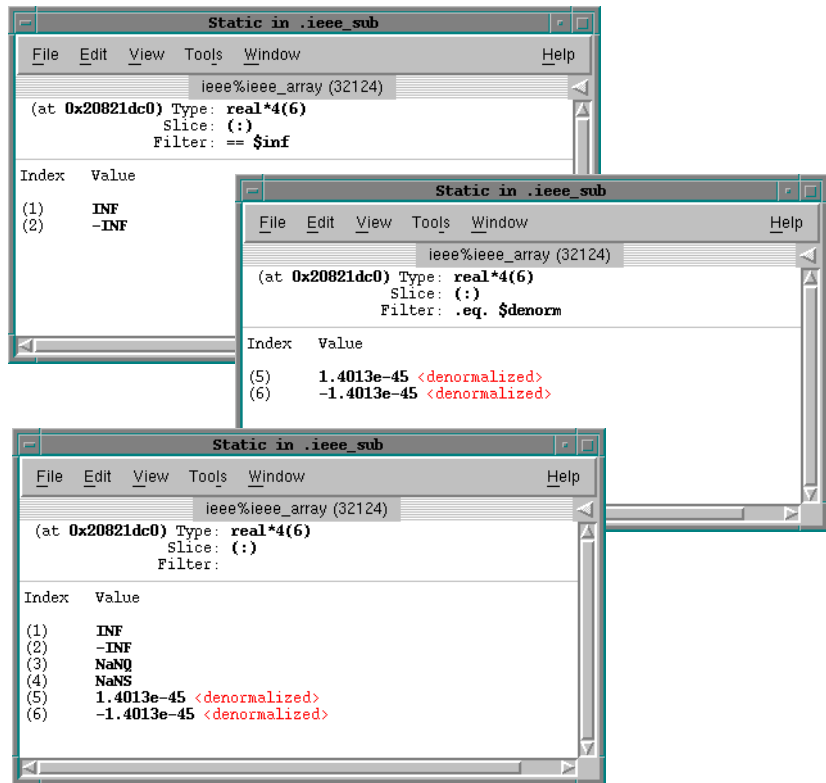 Static in .ieee_sub
File Edit View Tools Window Help
ieee%ieee_array (32124)
(at 0x20821dc0) Type: real*4(6)
Slice: (:)
Filter: == $inf
Index Value
(1) INF
(2) -INF
Static in .ieee_sub
File Edit View Tools Window Help
ieee%ieee_array (32124)
(at 0x20821dc0) Type: real*4(6)
Slice: (:)
Filter: .eq. $denorm
Index Value
(5) 1.4013e-45 <denormalized>
(6) -1.4013e-45 <denormalized>
Static in .ieee_sub
File Edit View Tools Window Help
ieee%ieee_array (32124)
(at 0x20821dc0) Type: real*4(6)
Slice: (:)
Filter:
Index Value
(1) INF
(2) -INF
(3) NaNQ
(4) NaNS
(5) 1.4013e-45 <denormalized>
(6) -1.4013e-45 <denormalized>